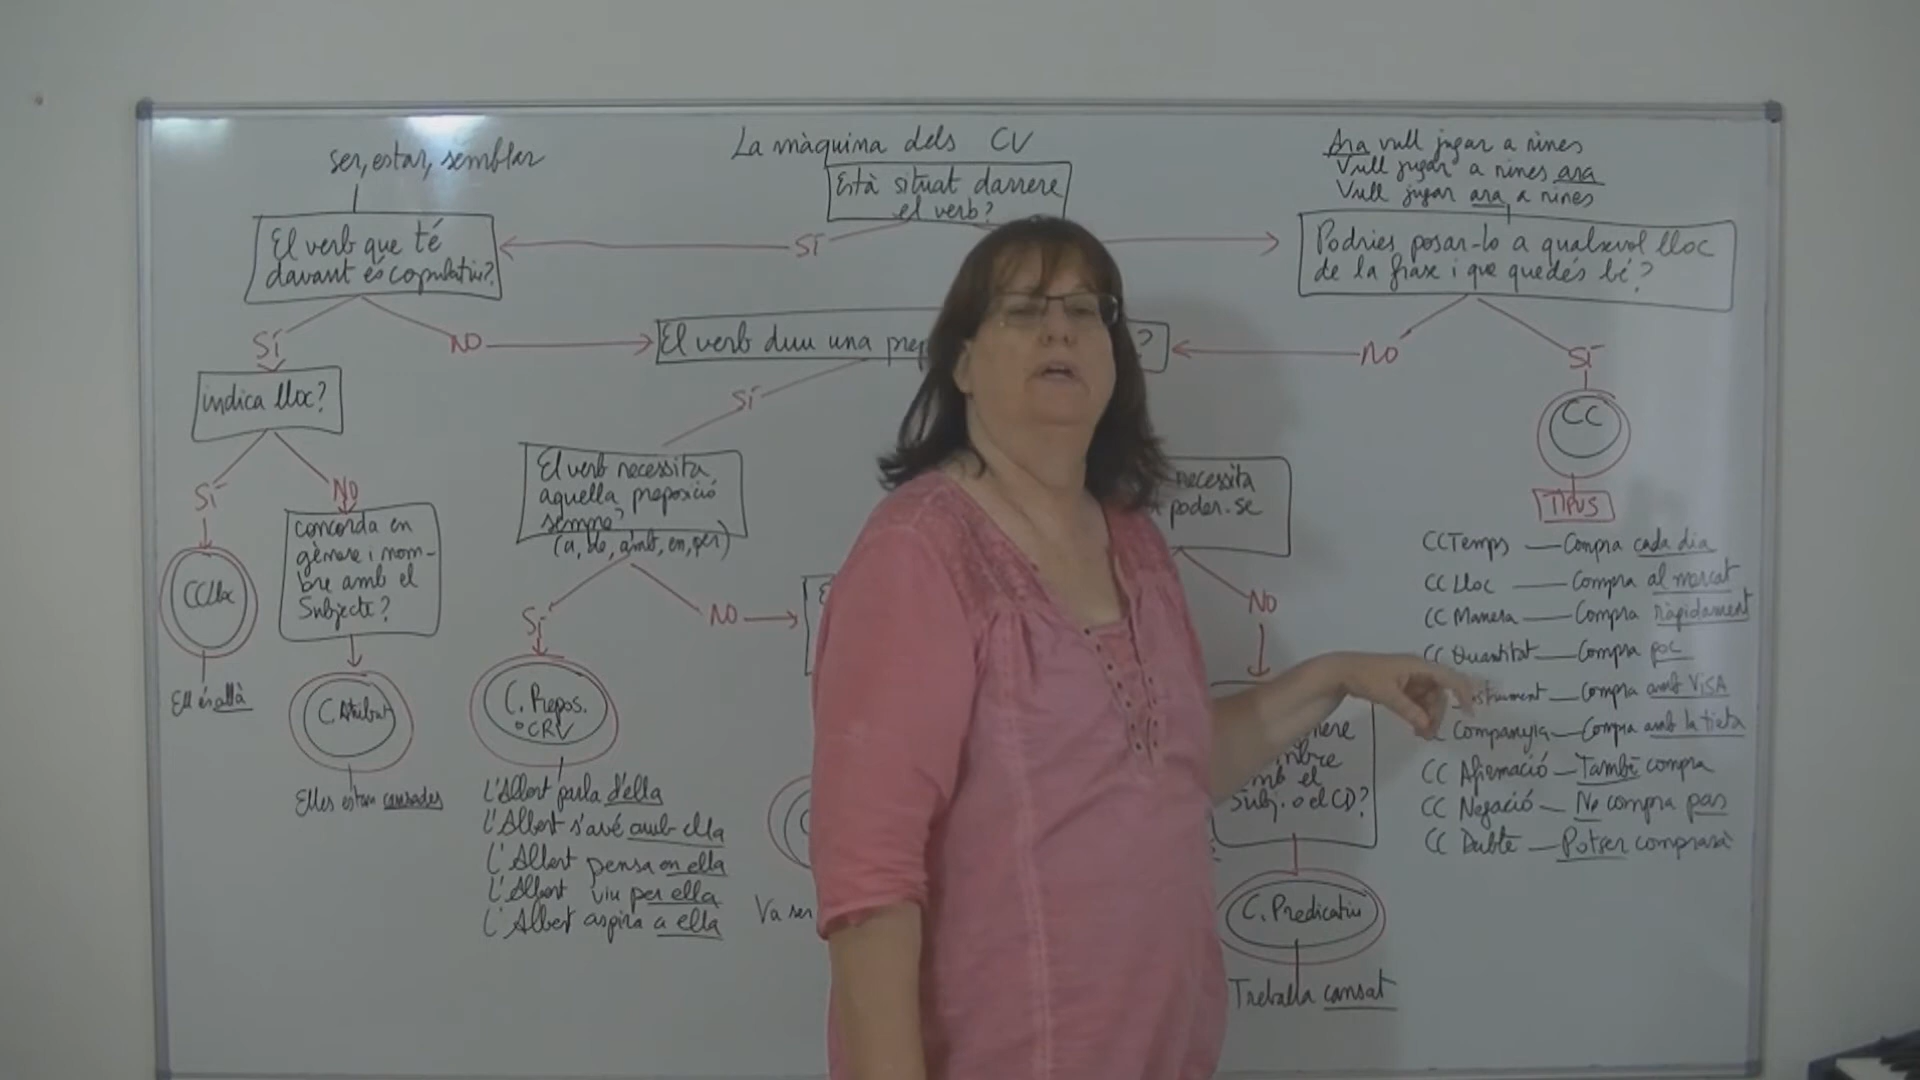 La màquina dels CV
ser, estar, semblar
Està situat darrere
el verb?
Ara vull jugar a nines
Vull jugar a nines ara
Vull jugar ara a nines
El verb que té
davant és copulatiu?
SÍ
Podries posar-lo a qualsevol lloc
de la frase i que quedés bé?
SÍ
NO
El verb duu una prep
?
NO
SÍ
indica lloc?
SÍ
CC
SÍ
NO
El verb necessita
aquella preposició
sempre?
(a, de, amb, en, per)
necessita
poder-se
TIPUS
concorda en
gènere i nom-
bre amb el
Subjecte?
CCLloc
SÍ
NO
NO
CCTemps — Compra cada dia
CC Lloc — Compra al mercat
CC Manera — Compra ràpidament
CC Quantitat — Compra poc
strument — Compra amb VISA
Companyia — Compra amb la tieta
CC Afirmació — També compra
CC Negació — No compra pas
CC Dubte — Potser comprarà
Ell és allà
C. Atribut
Elles estan cansades
C. Prepos.
o CRV
L'Albert parla d'ella
L'Albert s'avé amb ella
L'Albert pensa en ella
L'Albert viu per ella
L'Albert aspira a ella
Va ser
nere
mbre
mb el
Subj. o el CD?
C. Predicatiu
Treballa cansat